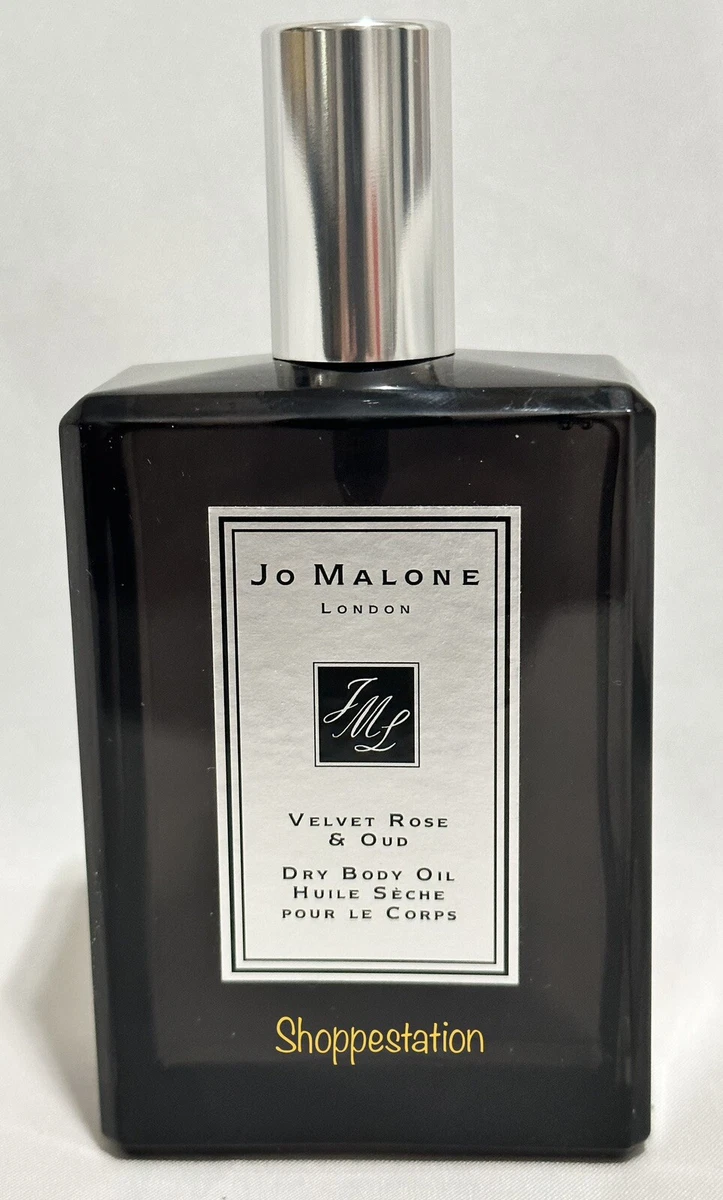 Jo Malone
London
JML
Velvet Rose
& Oud
Dry Body Oil
Huile Sèche
pour le Corps
Shoppestation